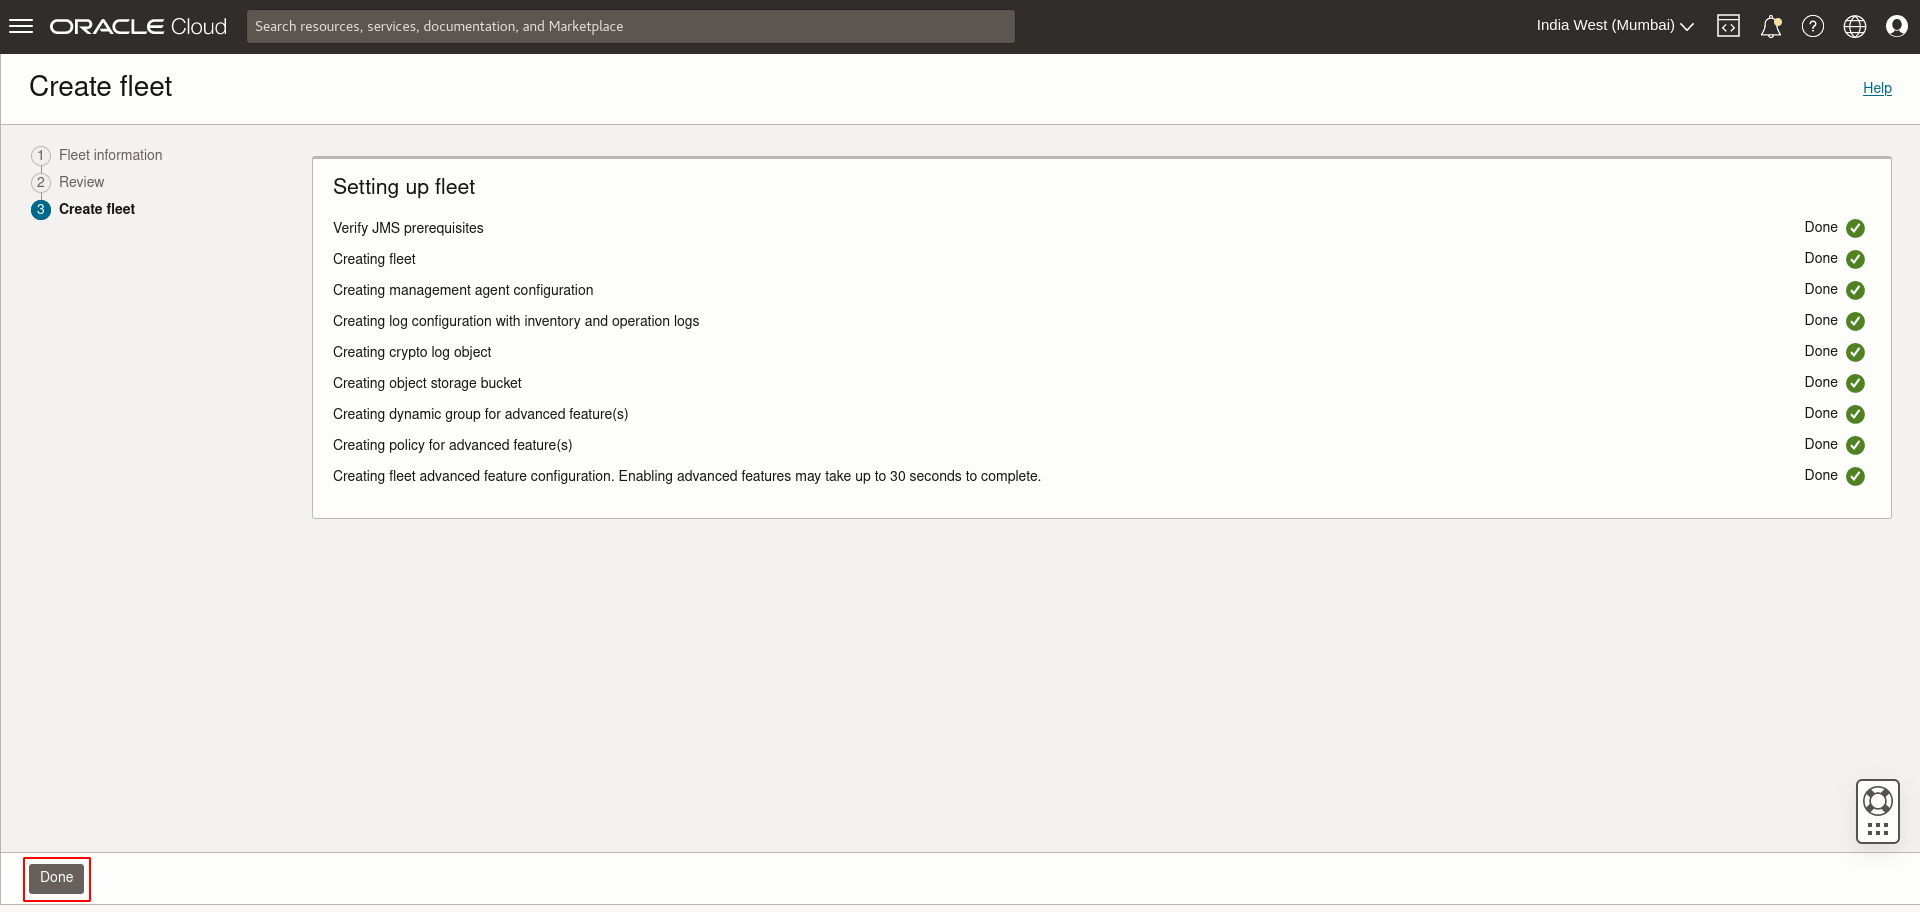 ORACLE Cloud
Search resources, services, documentation, and Marketplace
India West (Mumbai)
Create fleet
Help
1 Fleet information
2 Review
3 Create fleet
Setting up fleet
Verify JMS prerequisites Done
Creating fleet Done
Creating management agent configuration Done
Creating log configuration with inventory and operation logs Done
Creating crypto log object Done
Creating object storage bucket Done
Creating dynamic group for advanced feature(s) Done
Creating policy for advanced feature(s) Done
Creating fleet advanced feature configuration. Enabling advanced features may take up to 30 seconds to complete. Done
Done